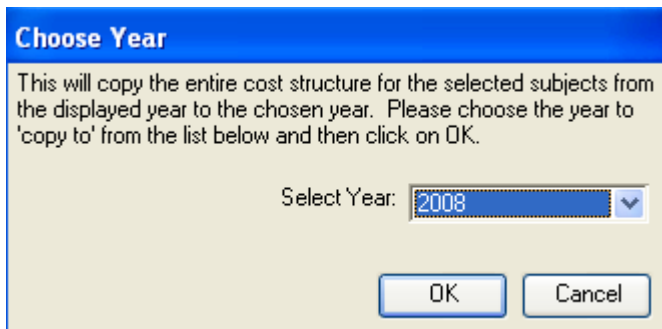 Choose Year
This will copy the entire cost structure for the selected subjects from
the displayed year to the chosen year.  Please choose the year to
'copy to' from the list below and then click on OK.
Select Year: 2008
OK Cancel